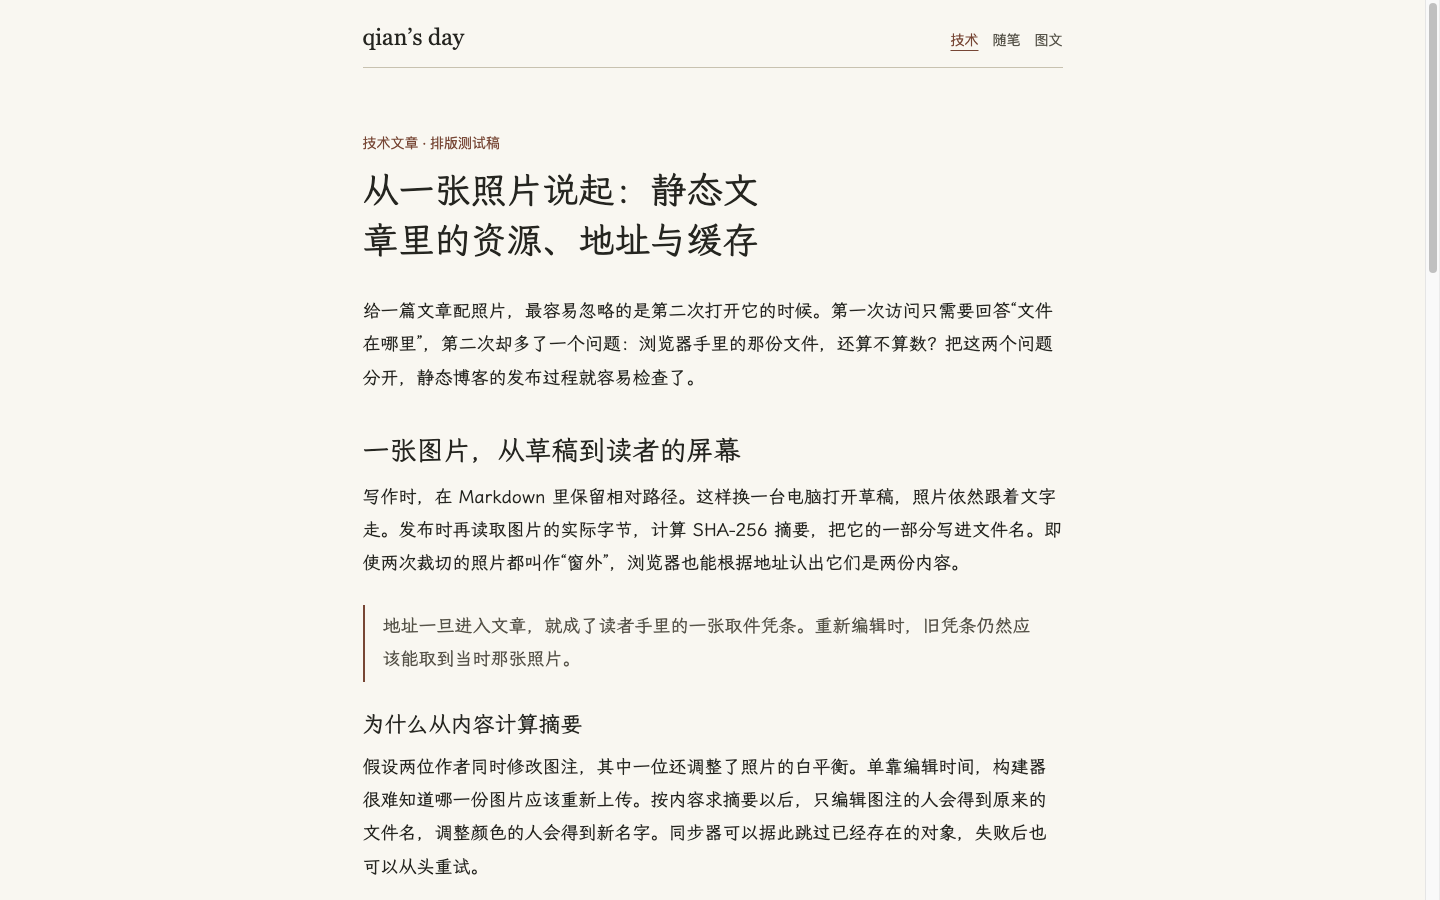 qian’s day
技术 随笔 图文
技术文章 · 排版测试稿
从一张照片说起：静态文
章里的资源、地址与缓存
给一篇文章配照片，最容易忽略的是第二次打开它的时候。第一次访问只需要回答“文件
在哪里”，第二次却多了一个问题：浏览器手里的那份文件，还算不算数？把这两个问题
分开，静态博客的发布过程就容易检查了。
一张图片，从草稿到读者的屏幕
写作时，在 Markdown 里保留相对路径。这样换一台电脑打开草稿，照片依然跟着文字
走。发布时再读取图片的实际字节，计算 SHA-256 摘要，把它的一部分写进文件名。即
使两次裁切的照片都叫作“窗外”，浏览器也能根据地址认出它们是两份内容。
地址一旦进入文章，就成了读者手里的一张取件凭条。重新编辑时，旧凭条仍然应
该能取到当时那张照片。
为什么从内容计算摘要
假设两位作者同时修改图注，其中一位还调整了照片的白平衡。单靠编辑时间，构建器
很难知道哪一份图片应该重新上传。按内容求摘要以后，只编辑图注的人会得到原来的
文件名，调整颜色的人会得到新名字。同步器可以据此跳过已经存在的对象，失败后也
可以从头重试。